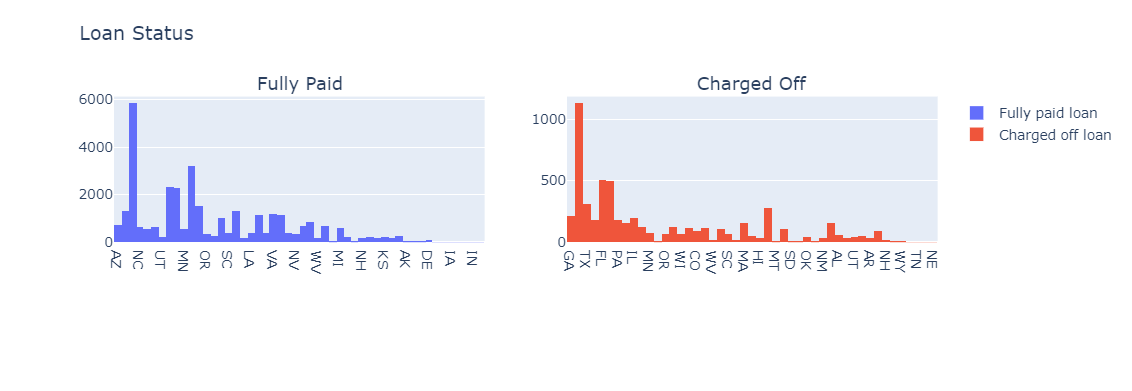 Loan Status
Fully Paid
6000
4000
2000
0
AZ
NC
UT
MN
OR
SC
LA
VA
NV
WV
MI
NH
KS
AK
DE
IA
IN
Charged Off
1000
500
0
GA
TX
FL
PA
IL
MN
OR
WI
CO
WV
SC
MA
HI
MT
SD
OK
NM
AL
UT
AR
NH
WY
TN
NE
Fully paid loan
Charged off loan